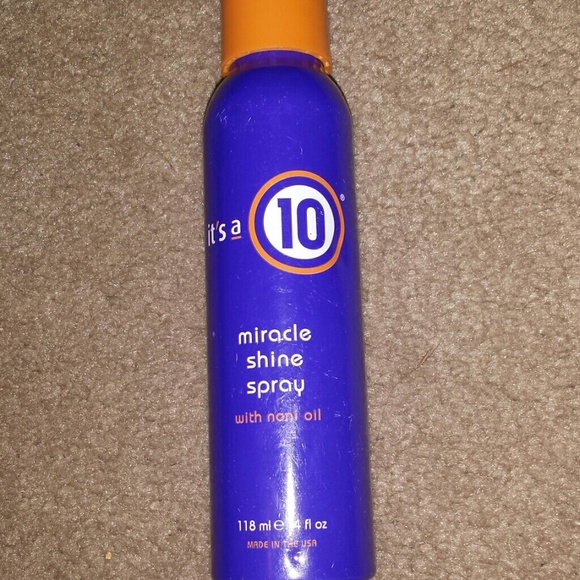 it's a 10®
miracle
shine
spray
with noni oil
118 ml ℮ 4 fl oz
MADE IN THE USA